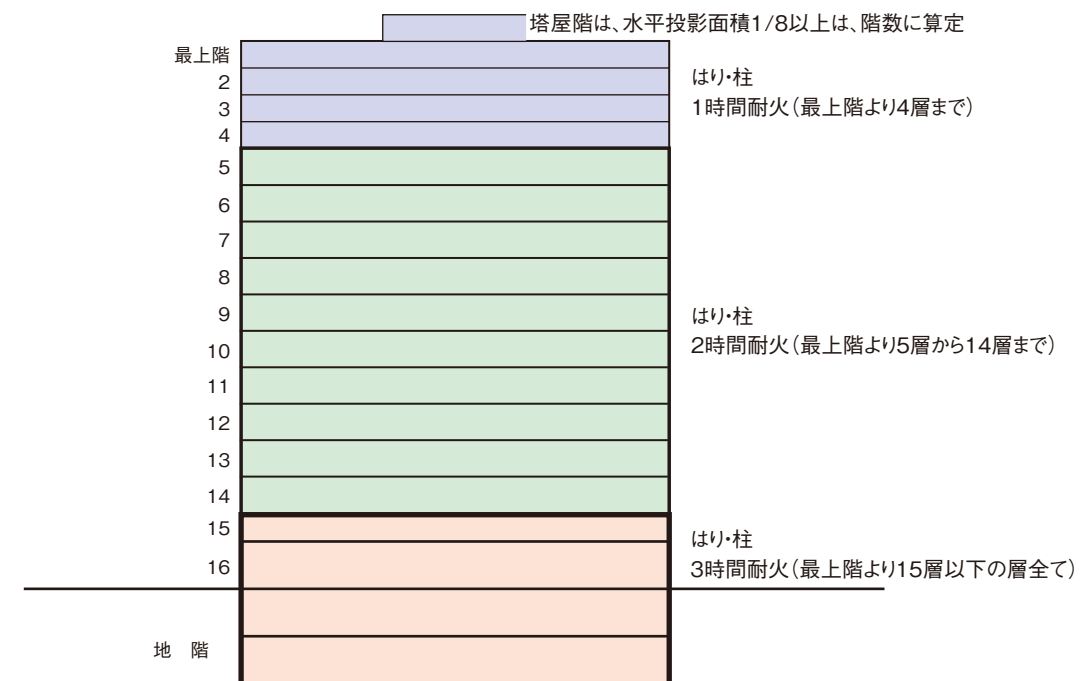 塔屋階は、水平投影面積1/8以上は、階数に算定
最上階
2
3
4
はり・柱
1時間耐火（最上階より4層まで）
5
6
7
8
9
10
11
12
13
14
はり・柱
2時間耐火（最上階より5層から14層まで）
15
16
はり・柱
3時間耐火（最上階より15層以下の層全て）
地　階